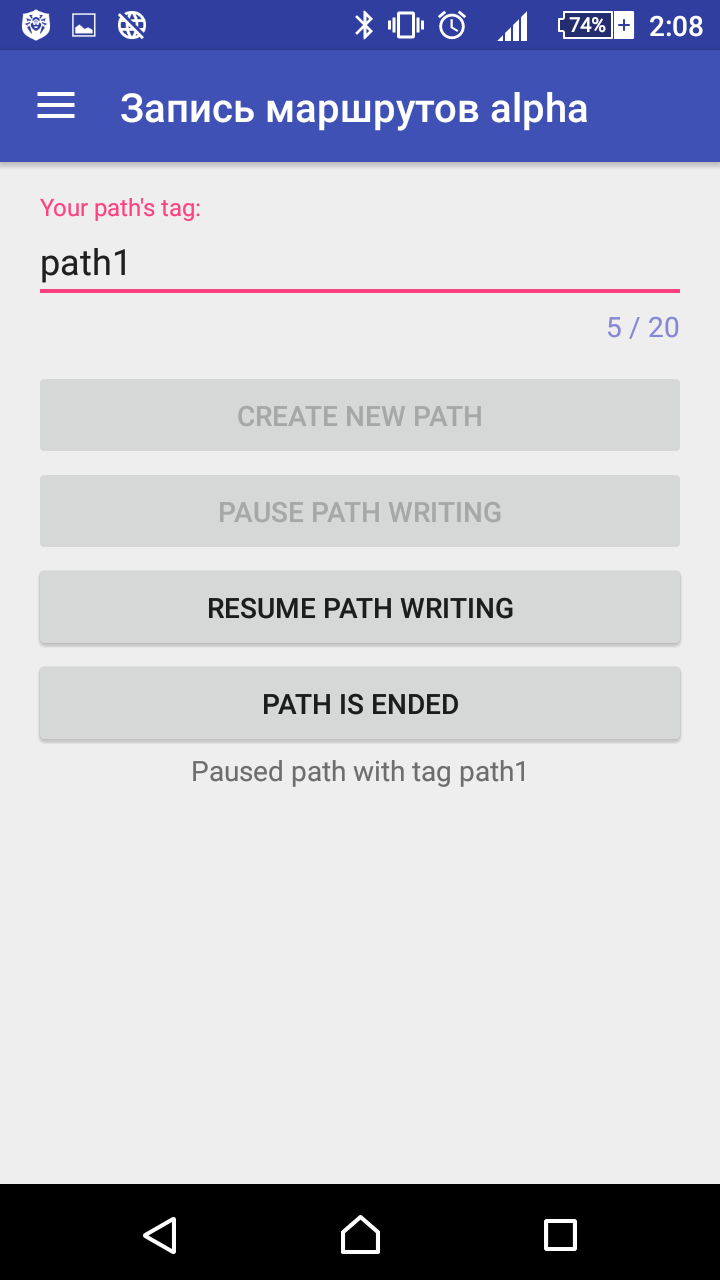 74%
2:08
Запись маршрутов alpha
Your path's tag:
path1
5 / 20
CREATE NEW PATH
PAUSE PATH WRITING
RESUME PATH WRITING
PATH IS ENDED
Paused path with tag path1